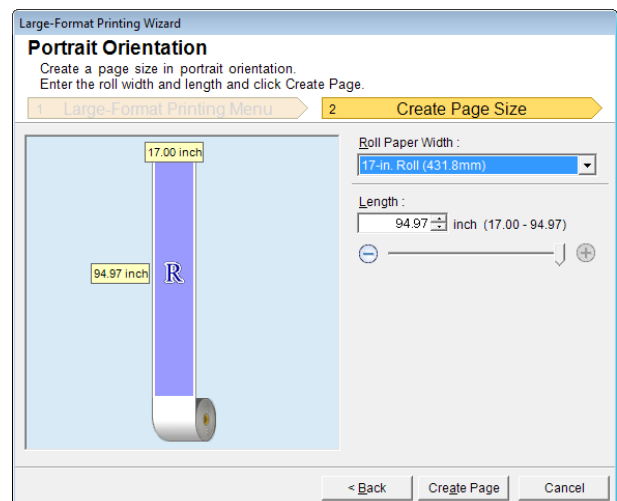 Large-Format Printing Wizard
Portrait Orientation
Create a page size in portrait orientation.
Enter the roll width and length and click Create Page.
1 Large-Format Printing Menu
2 Create Page Size
17.00 inch
94.97 inch
R
Roll Paper Width :
17-in. Roll (431.8mm)
Length :
94.97 inch (17.00 - 94.97)
< Back
Create Page
Cancel